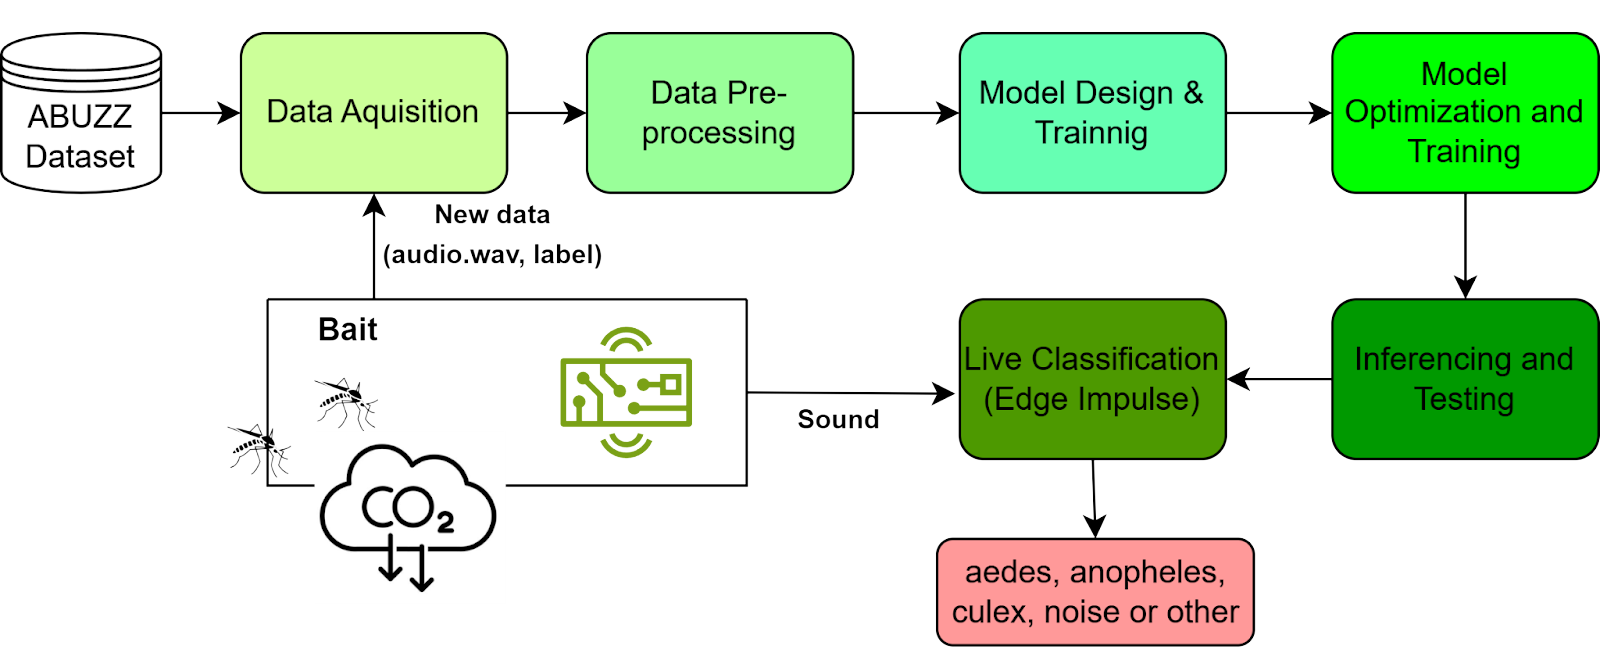 ABUZZ
Dataset
Data Aquisition
Data Pre-
processing
Model Design &
Trainnig
Model
Optimization and
Training
New data
(audio.wav, label)
Bait
CO2
Sound
Live Classification
(Edge Impulse)
Inferencing and
Testing
aedes, anopheles,
culex, noise or other